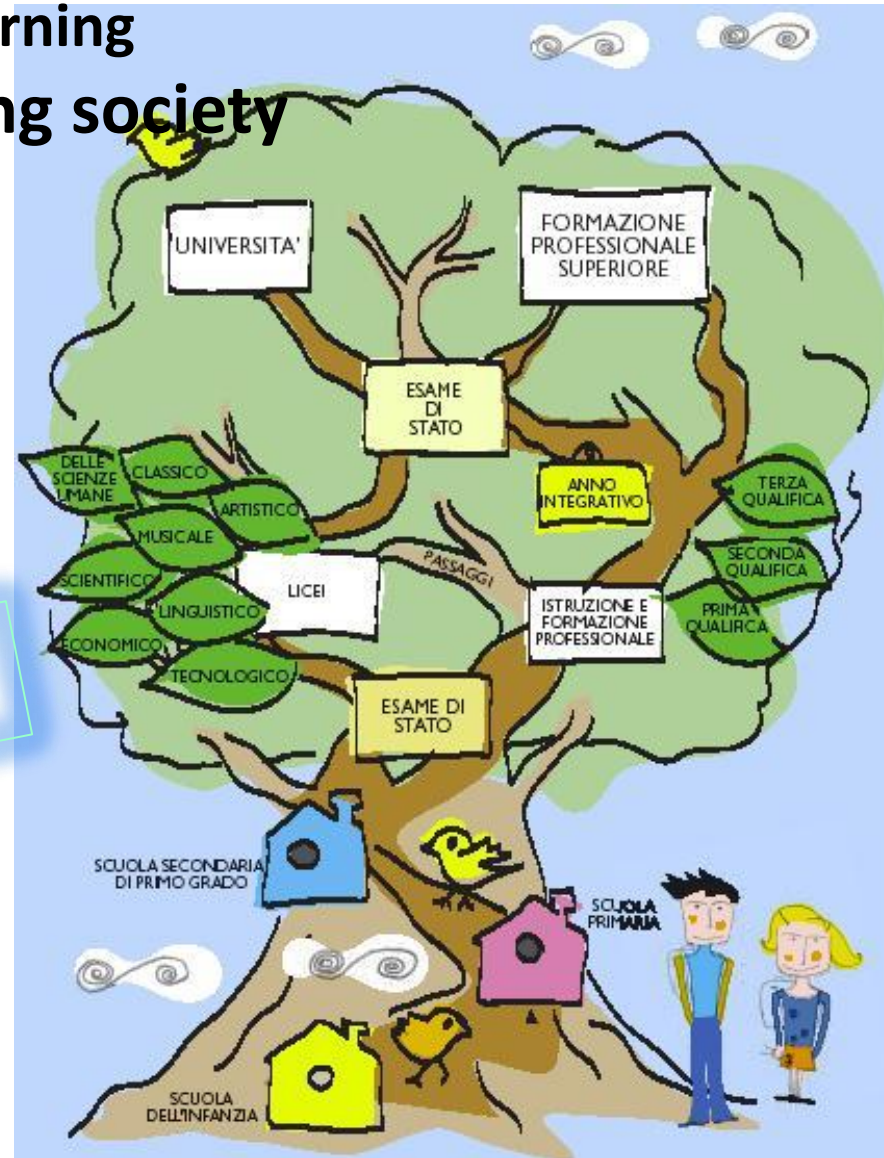 rning
ng society
UNIVERSITA'
FORMAZIONE
PROFESSIONALE
SUPERIORE
ESAME
DI
STATO
DELLE
SCIENZE
UMANE
CLASSICO
ARTISTICO
MUSICALE
SCIENTIFICO
LINGUISTICO
ECONOMICO
TECNOLOGICO
ANNO
INTEGRATIVO
TERZA
QUALIFICA
SECONDA
QUALIFICA
PRIMA
QUALIFICA
LICEI
PASSAGGI
ISTRUZIONE E
FORMAZIONE
PROFESSIONALE
ESAME DI
STATO
SCUOLA SECONDARIA
DI PRIMO GRADO
SCUOLA
PRIMARIA
SCUOLA
DELL'INFANZIA